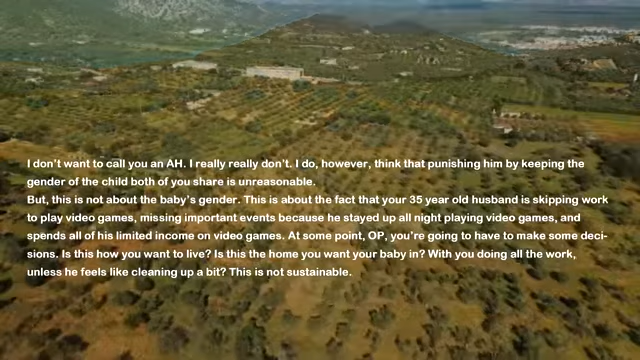 I don't want to call you an AH. I really really don't. I do, however, think that punishing him by keeping the
gender of the child both of you share is unreasonable.
But, this is not about the baby's gender. This is about the fact that your 35 year old husband is skipping work
to play video games, missing important events because he stayed up all night playing video games, and
spends all of his limited income on video games. At some point, OP, you're going to have to make some deci-
sions. Is this how you want to live? Is this the home you want your baby in? With you doing all the work,
unless he feels like cleaning up a bit? This is not sustainable.